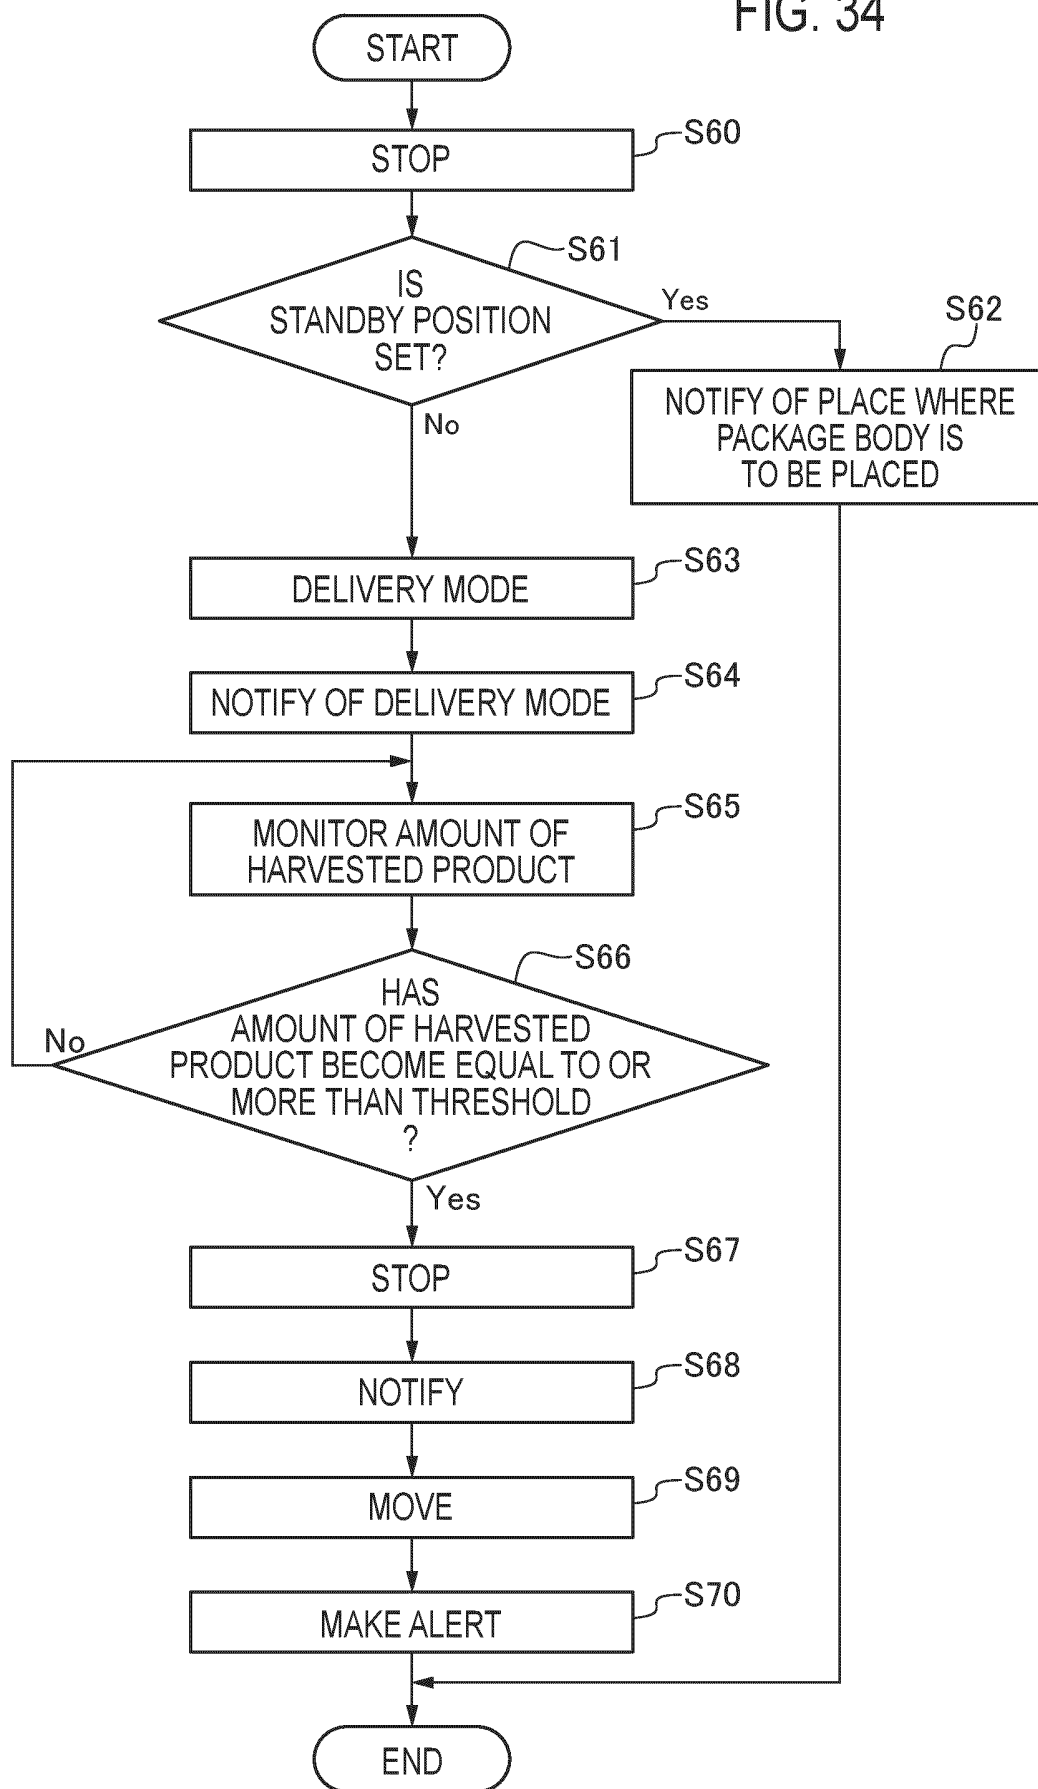 FIG. 34
START
S60
STOP
S61
IS
STANDBY POSITION
SET?
Yes
No
S62
NOTIFY OF PLACE WHERE
PACKAGE BODY IS
TO BE PLACED
S63
DELIVERY MODE
S64
NOTIFY OF DELIVERY MODE
S65
MONITOR AMOUNT OF
HARVESTED PRODUCT
S66
HAS
AMOUNT OF HARVESTED
PRODUCT BECOME EQUAL TO OR
MORE THAN THRESHOLD
?
No
Yes
S67
STOP
S68
NOTIFY
S69
MOVE
S70
MAKE ALERT
END